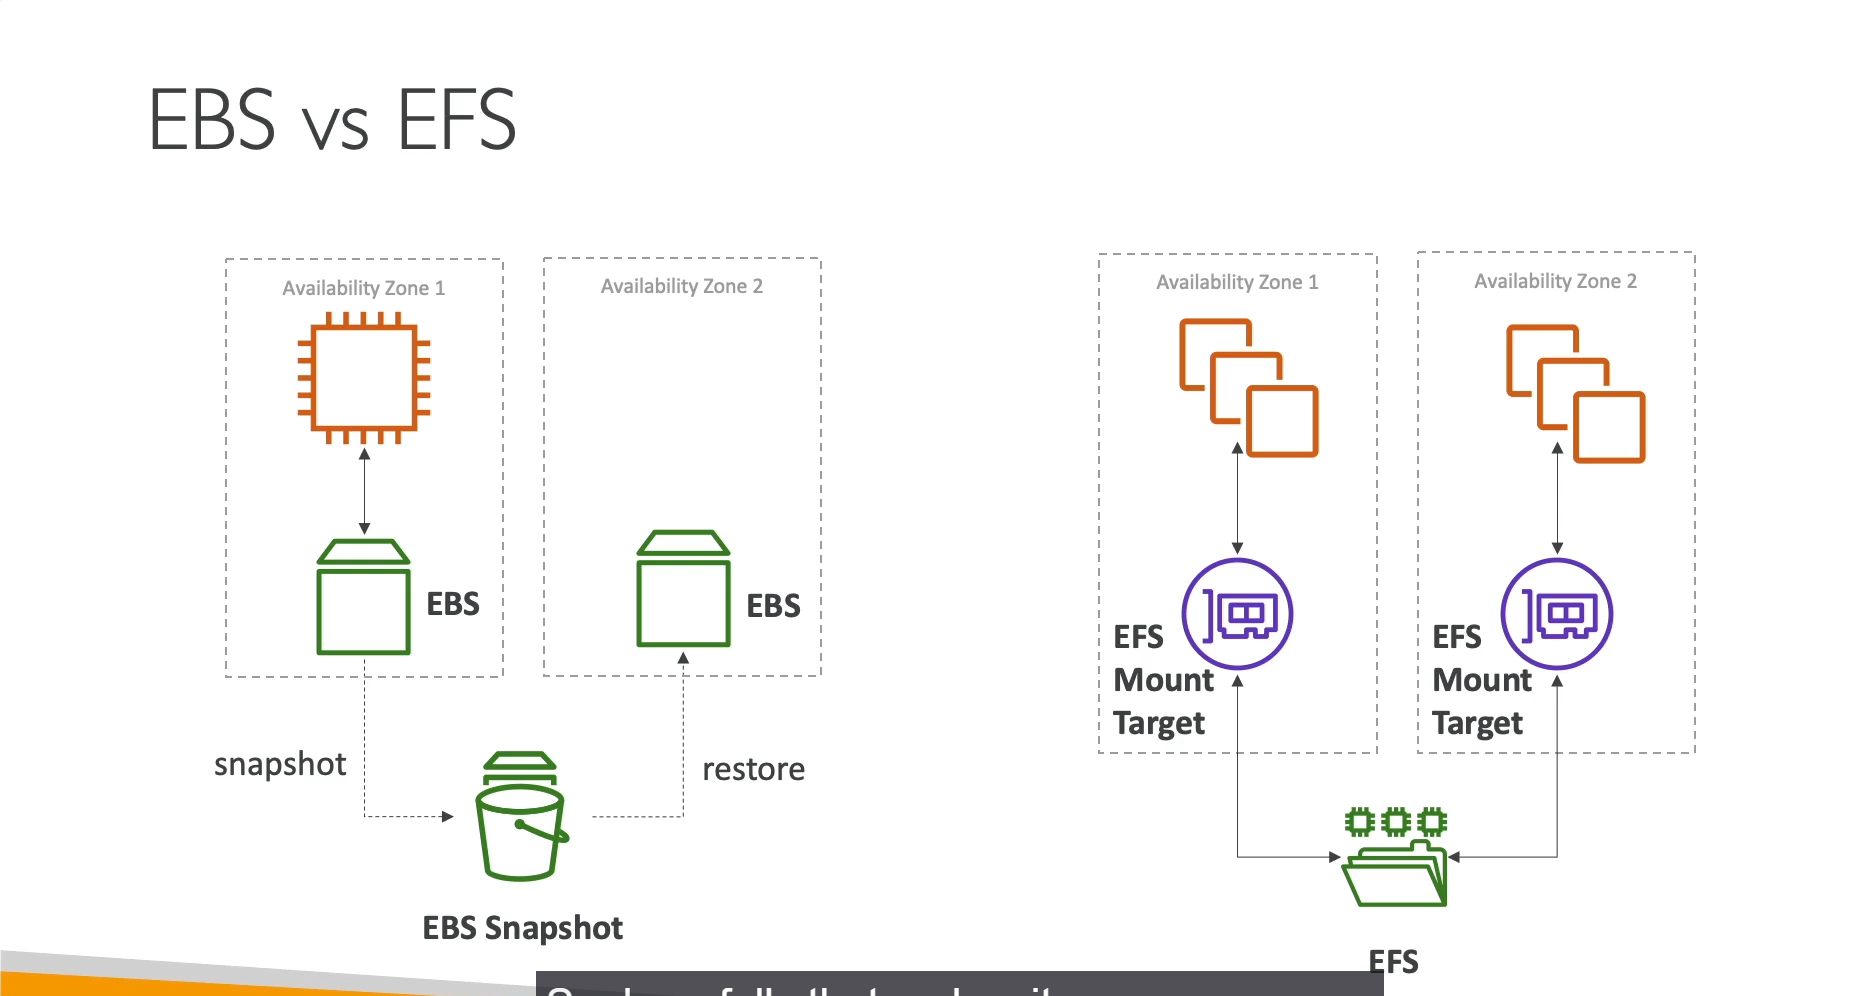 EBS vs EFS
Availability Zone 1
Availability Zone 2
EBS
EBS
snapshot
restore
EBS Snapshot
Availability Zone 1
Availability Zone 2
EFS
Mount
Target
EFS
Mount
Target
EFS